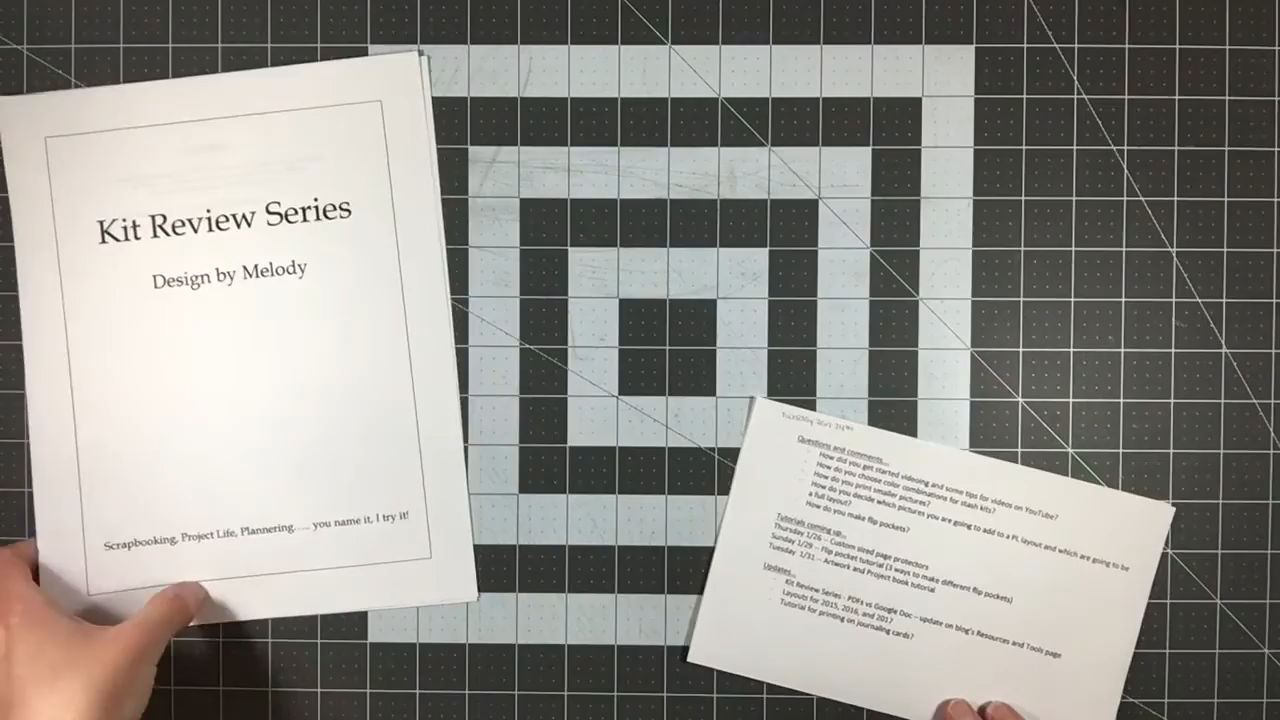 Kit Review Series
Design by Melody
Scrapbooking, Project Life, Plannering..... you name it, I try it!
Questions and comments...
How did you get started videoing and some tips for videos on YouTube?
How do you choose color combinations for stash kits?
How do you print smaller pictures?
How do you decide which pictures you are going to add to a PL layout and which are going to be
a full layout?
How do you make flip pockets?
Tutorials coming up...
Thursday 1/26 -- Custom sized page protectors
Sunday 1/29 -- Flip pocket tutorial (3 ways to make different flip pockets)
Tuesday 1/31 -- Artwork and Project book tutorial
Updates...
Kit Review Series - PDFs vs Google Doc -- update on blog's Resources and Tools page
Layouts for 2015, 2016, and 2017
Tutorial for printing on journaling cards?